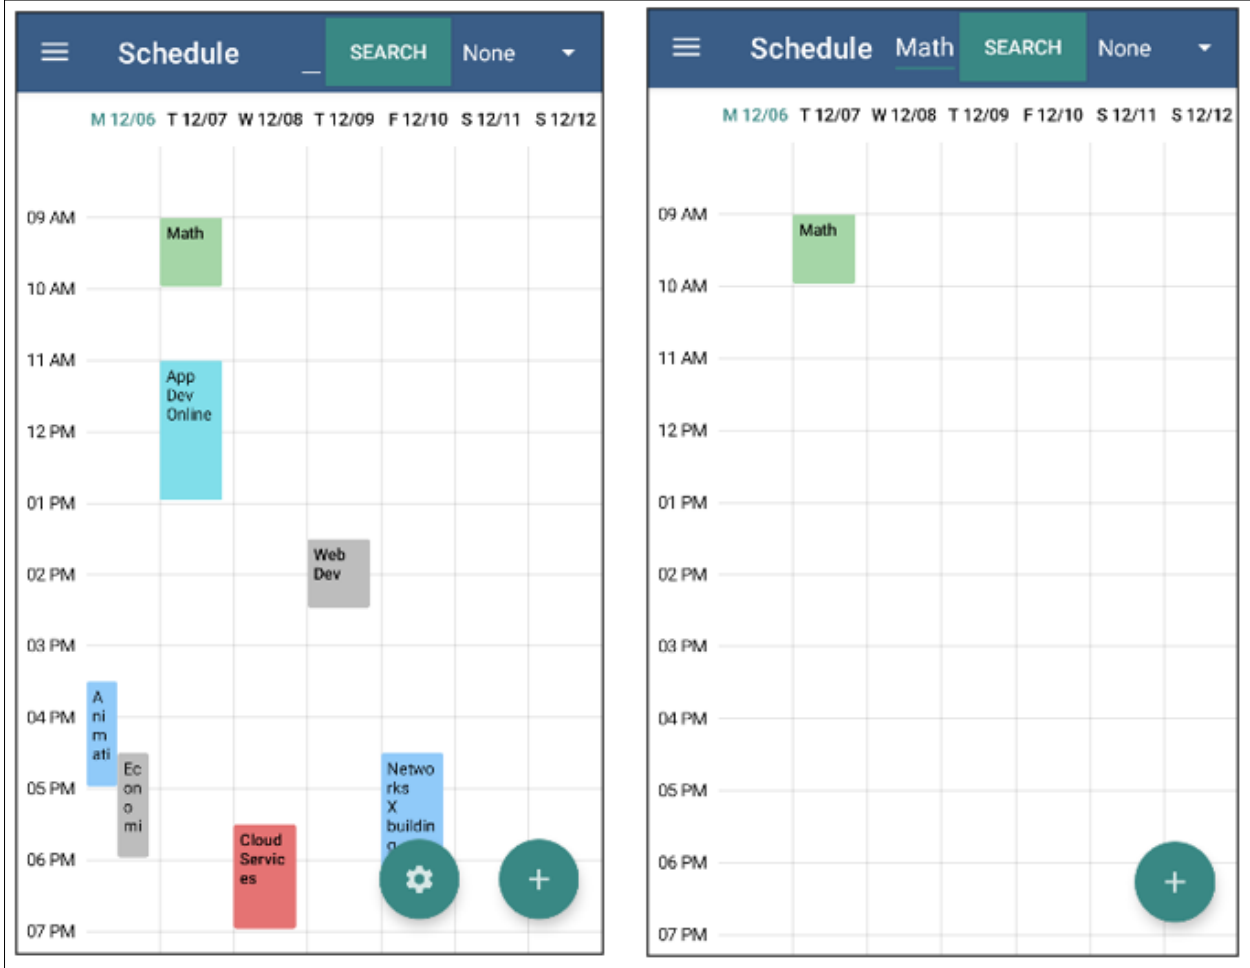 Schedule SEARCH None
M 12/06 T 12/07 W 12/08 T 12/09 F 12/10 S 12/11 S 12/12
09 AM
Math
10 AM
11 AM
App
Dev
Online
12 PM
01 PM
Web
Dev
02 PM
03 PM
A
ni
m
ati
04 PM
Ec
on
o
mi
05 PM
Netwo
rks
X
buildin
g
Cloud
Servic
es
06 PM
07 PM
Schedule Math SEARCH None
M 12/06 T 12/07 W 12/08 T 12/09 F 12/10 S 12/11 S 12/12
09 AM
Math
10 AM
11 AM
12 PM
01 PM
02 PM
03 PM
04 PM
05 PM
06 PM
07 PM